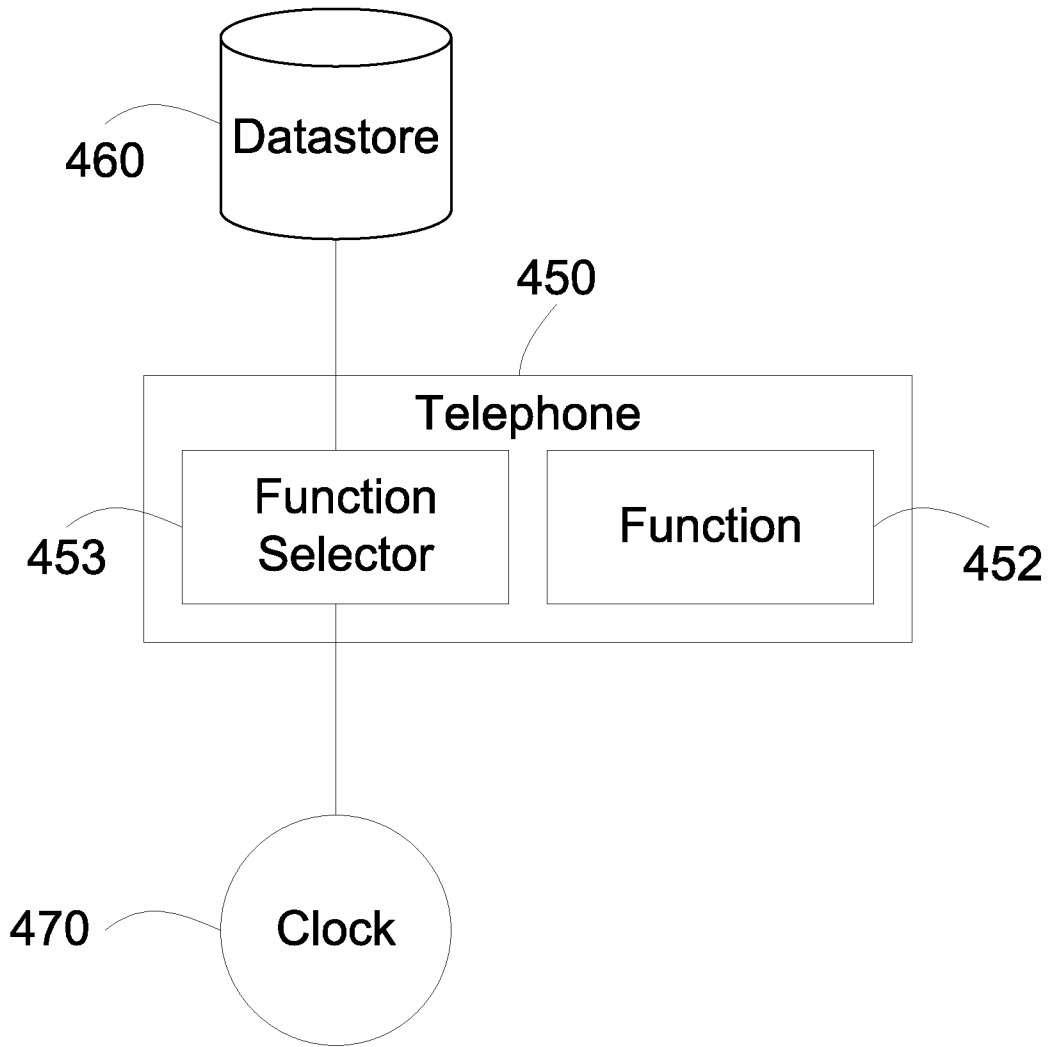 Datastore
460
450
Telephone
Function
Selector
Function
453
452
470
Clock